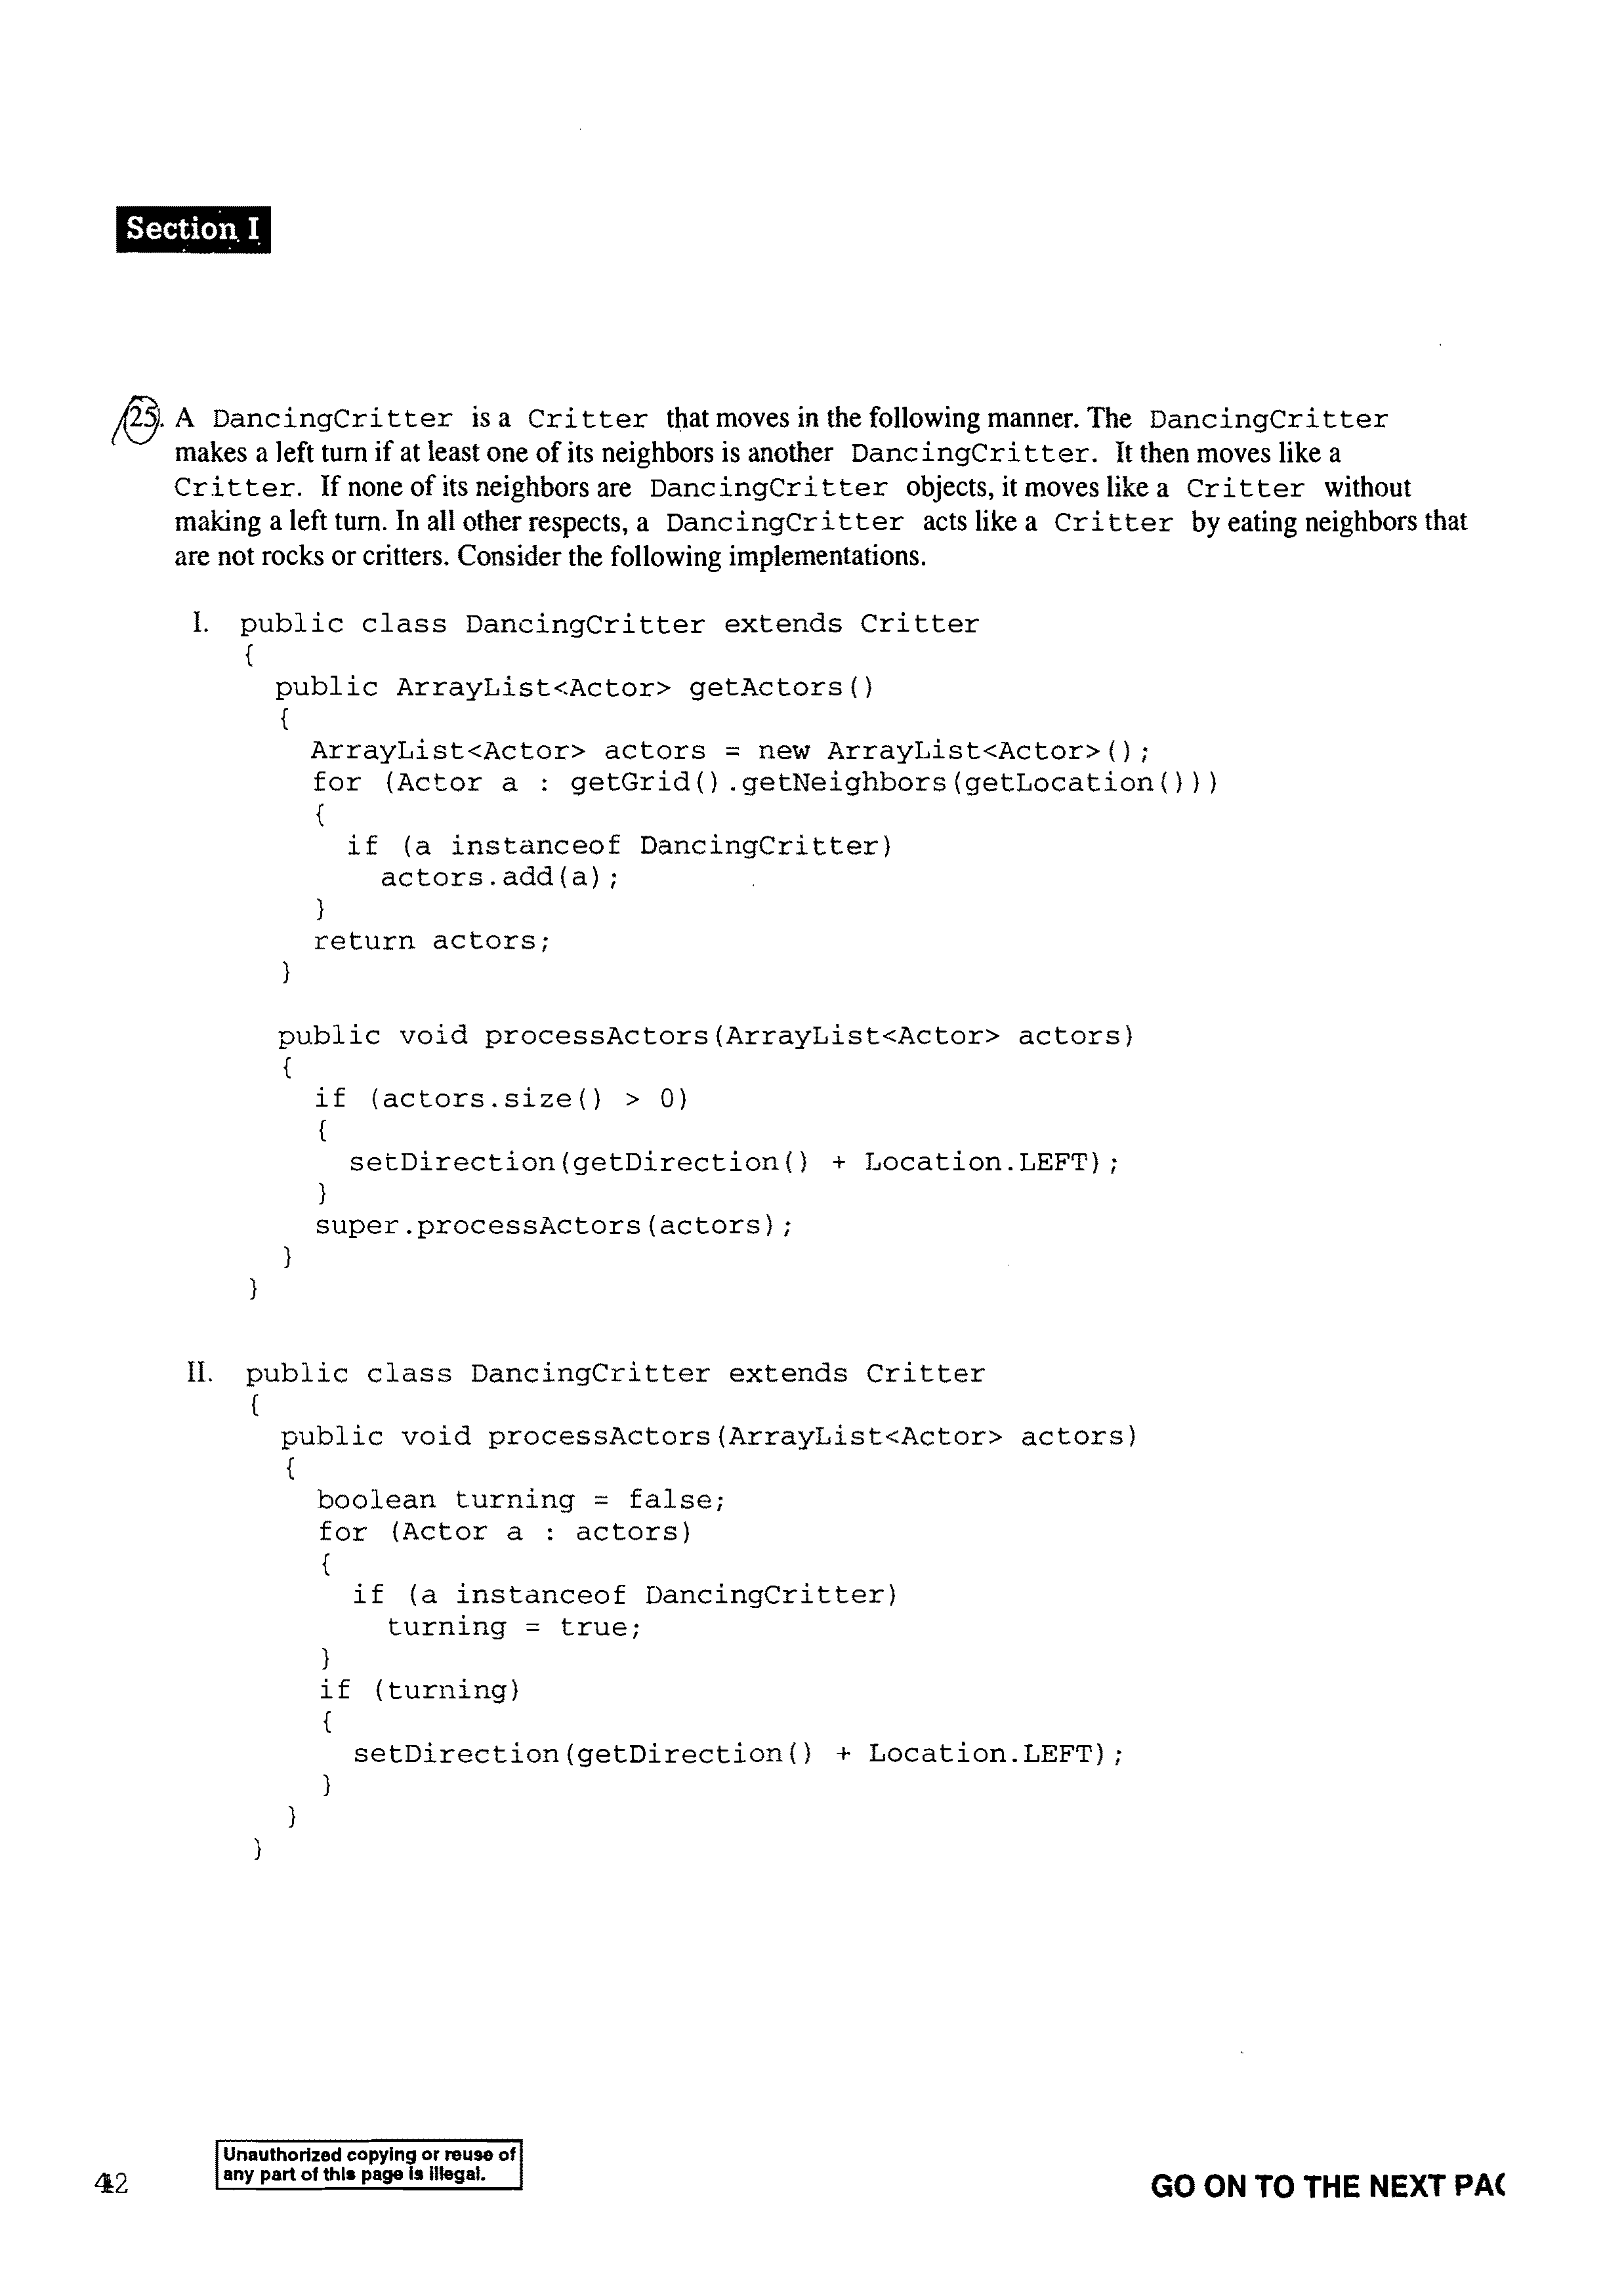 Section I
25. A DancingCritter is a Critter that moves in the following manner. The DancingCritter
makes a left turn if at least one of its neighbors is another DancingCritter. It then moves like a
Critter. If none of its neighbors are DancingCritter objects, it moves like a Critter without
making a left turn. In all other respects, a DancingCritter acts like a Critter by eating neighbors that
are not rocks or critters. Consider the following implementations.
I. public class DancingCritter extends Critter
{
public ArrayList<Actor> getActors()
{
ArrayList<Actor> actors = new ArrayList<Actor>();
for (Actor a : getGrid().getNeighbors(getLocation()))
{
if (a instanceof DancingCritter)
actors.add(a);
}
return actors;
}
public void processActors(ArrayList<Actor> actors)
{
if (actors.size() > 0)
{
setDirection(getDirection() + Location.LEFT);
}
super.processActors(actors);
}
}
II. public class DancingCritter extends Critter
{
public void processActors(ArrayList<Actor> actors)
{
boolean turning = false;
for (Actor a : actors)
{
if (a instanceof DancingCritter)
turning = true;
}
if (turning)
{
setDirection(getDirection() + Location.LEFT);
}
}
}
Unauthorized copying or reuse of
any part of this page is illegal.
42
GO ON TO THE NEXT PA